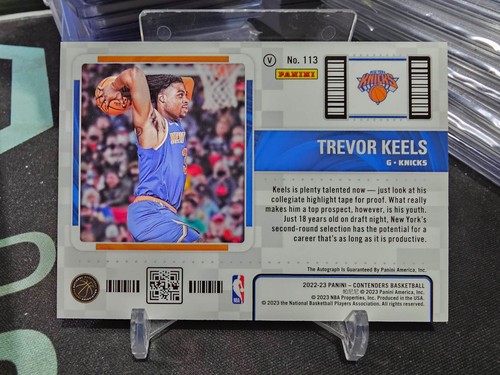 V No. 113
PANINI
NEW YORK
KNICKS
TREVOR KEELS
G • KNICKS
Keels is plenty talented now — just look at his
collegiate highlight tape for proof. What really
makes him a top prospect, however, is his youth.
Just 18 years old on draft night, New York's
second-round selection has the potential for a
career that's as long as it is productive.
The Autograph Is Guaranteed By Panini America, Inc.
2022-23 PANINI – CONTENDERS BASKETBALL
© 2023 Panini America, Inc.
© 2023 NBA Properties, Inc. Produced in the USA.
© 2023 the National Basketball Players Association. All rights reserved.